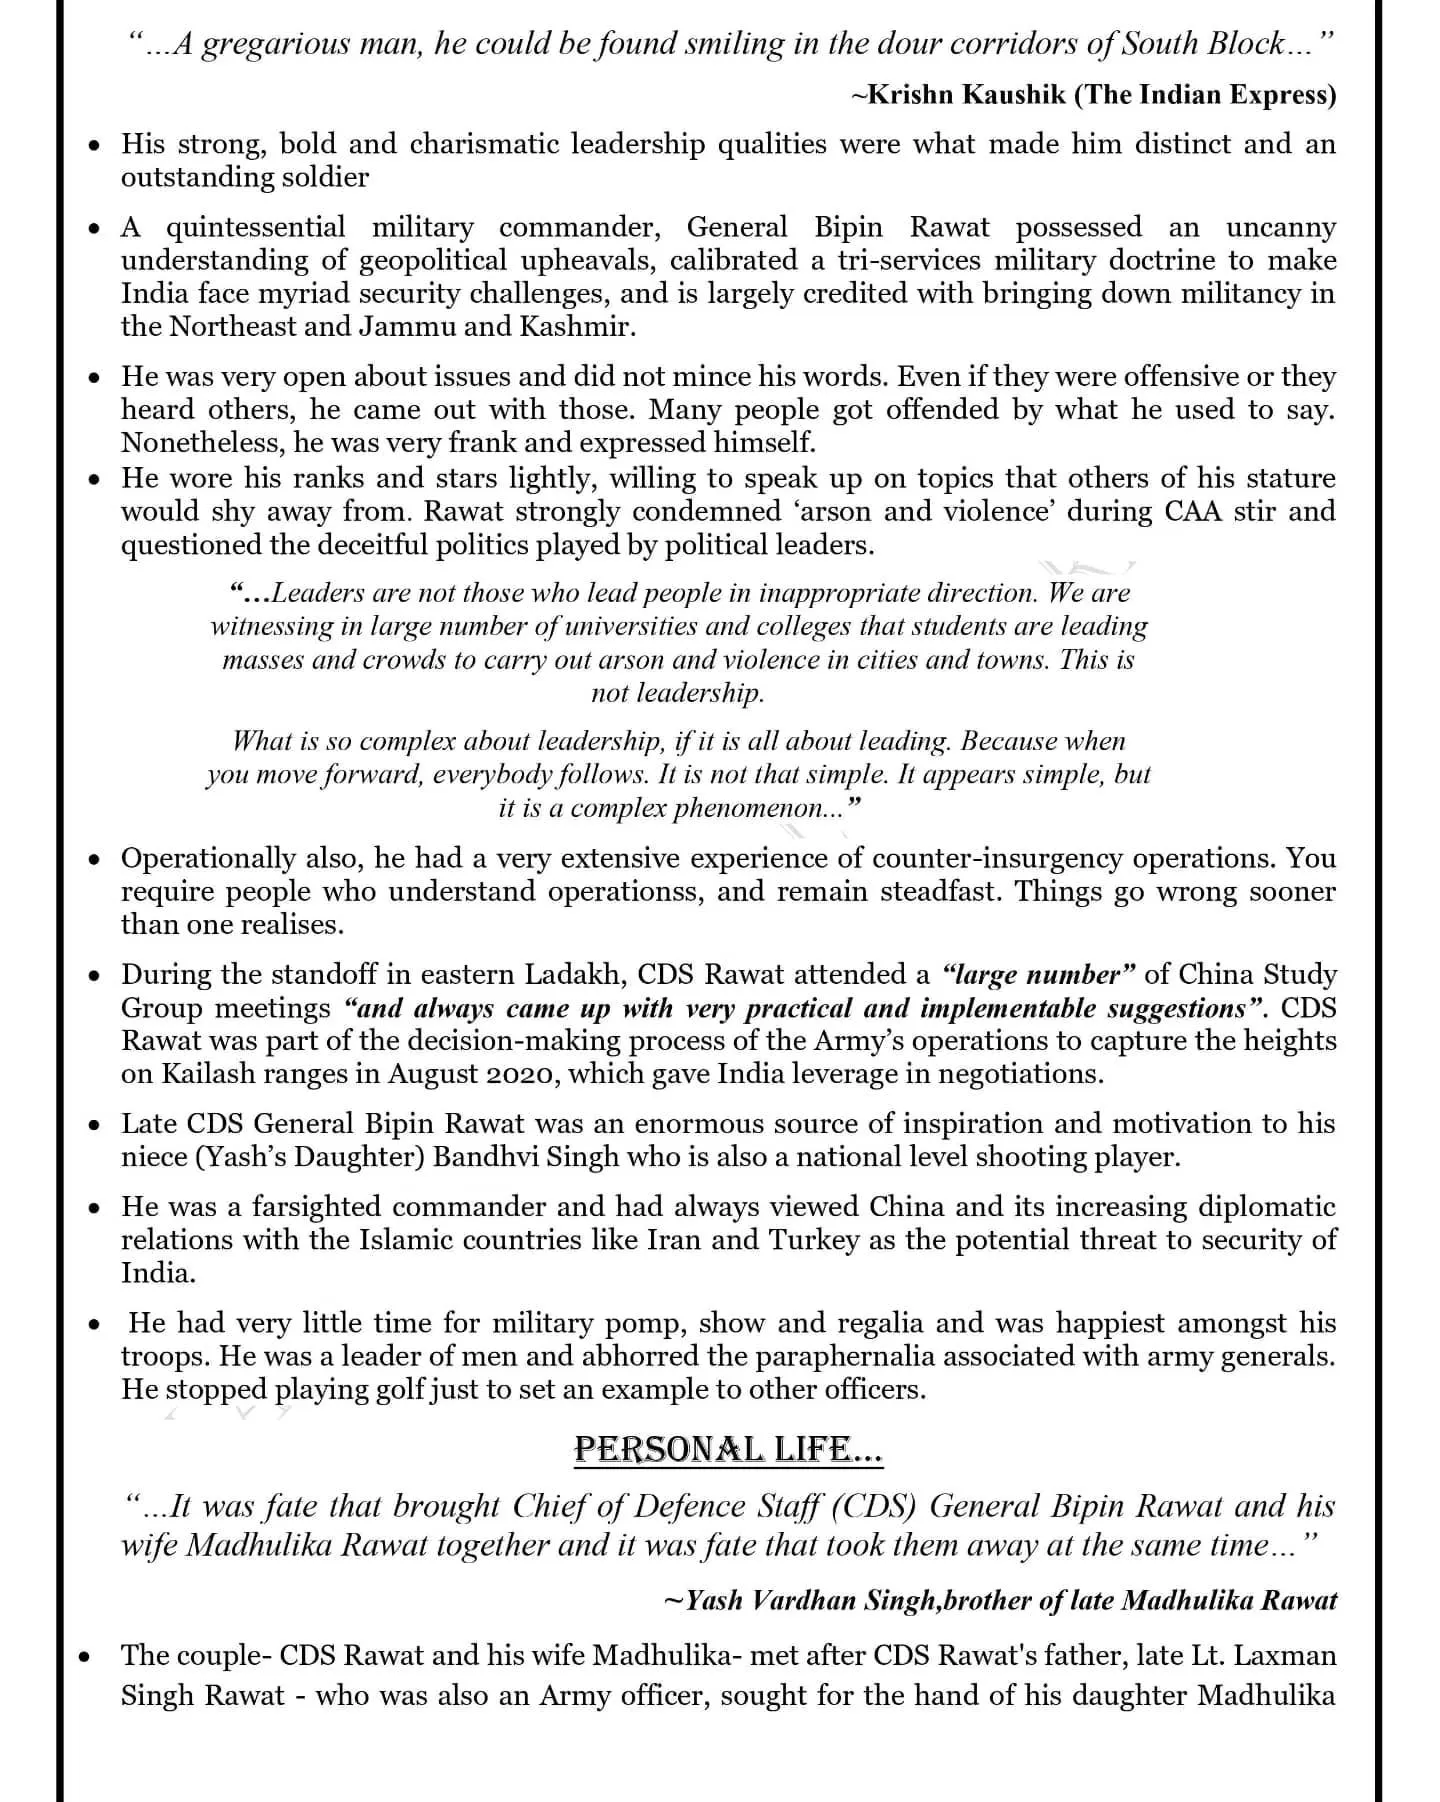 “…A gregarious man, he could be found smiling in the dour corridors of South Block…”
~Krishn Kaushik (The Indian Express)
• His strong, bold and charismatic leadership qualities were what made him distinct and an
outstanding soldier
• A quintessential military commander, General Bipin Rawat possessed an uncanny
understanding of geopolitical upheavals, calibrated a tri-services military doctrine to make
India face myriad security challenges, and is largely credited with bringing down militancy in
the Northeast and Jammu and Kashmir.
• He was very open about issues and did not mince his words. Even if they were offensive or they
heard others, he came out with those. Many people got offended by what he used to say.
Nonetheless, he was very frank and expressed himself.
• He wore his ranks and stars lightly, willing to speak up on topics that others of his stature
would shy away from. Rawat strongly condemned ‘arson and violence’ during CAA stir and
questioned the deceitful politics played by political leaders.
“…Leaders are not those who lead people in inappropriate direction. We are
witnessing in large number of universities and colleges that students are leading
masses and crowds to carry out arson and violence in cities and towns. This is
not leadership.
What is so complex about leadership, if it is all about leading. Because when
you move forward, everybody follows. It is not that simple. It appears simple, but
it is a complex phenomenon...”
• Operationally also, he had a very extensive experience of counter-insurgency operations. You
require people who understand operationss, and remain steadfast. Things go wrong sooner
than one realises.
• During the standoff in eastern Ladakh, CDS Rawat attended a “large number” of China Study
Group meetings “and always came up with very practical and implementable suggestions”. CDS
Rawat was part of the decision-making process of the Army’s operations to capture the heights
on Kailash ranges in August 2020, which gave India leverage in negotiations.
• Late CDS General Bipin Rawat was an enormous source of inspiration and motivation to his
niece (Yash’s Daughter) Bandhvi Singh who is also a national level shooting player.
• He was a farsighted commander and had always viewed China and its increasing diplomatic
relations with the Islamic countries like Iran and Turkey as the potential threat to security of
India.
• He had very little time for military pomp, show and regalia and was happiest amongst his
troops. He was a leader of men and abhorred the paraphernalia associated with army generals.
He stopped playing golf just to set an example to other officers.
PERSONAL LIFE…
“…It was fate that brought Chief of Defence Staff (CDS) General Bipin Rawat and his
wife Madhulika Rawat together and it was fate that took them away at the same time…”
~Yash Vardhan Singh,brother of late Madhulika Rawat
• The couple- CDS Rawat and his wife Madhulika- met after CDS Rawat's father, late Lt. Laxman
Singh Rawat - who was also an Army officer, sought for the hand of his daughter Madhulika